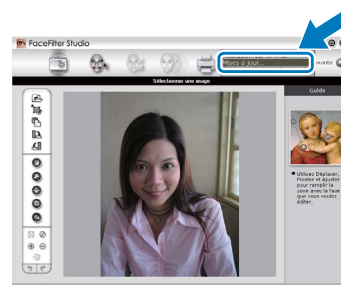 FaceFilter Studio
Mises à jour...
Sélectionner une image
Guide
Utilisez Déplacer,
Pivoter et Ajuster
pour remplir la
zone avec la face
que vous voulez
éditer.